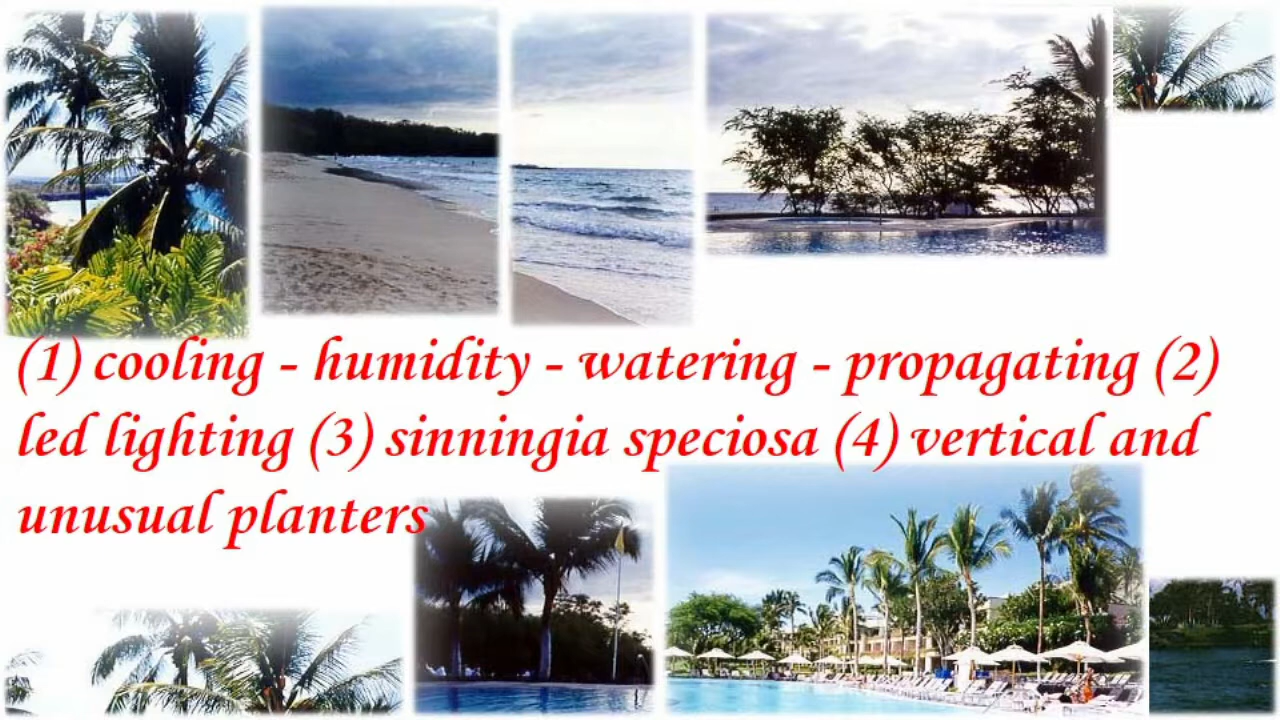 (1) cooling - humidity - watering - propagating (2)
led lighting (3) sinningia speciosa (4) vertical and
unusual planters